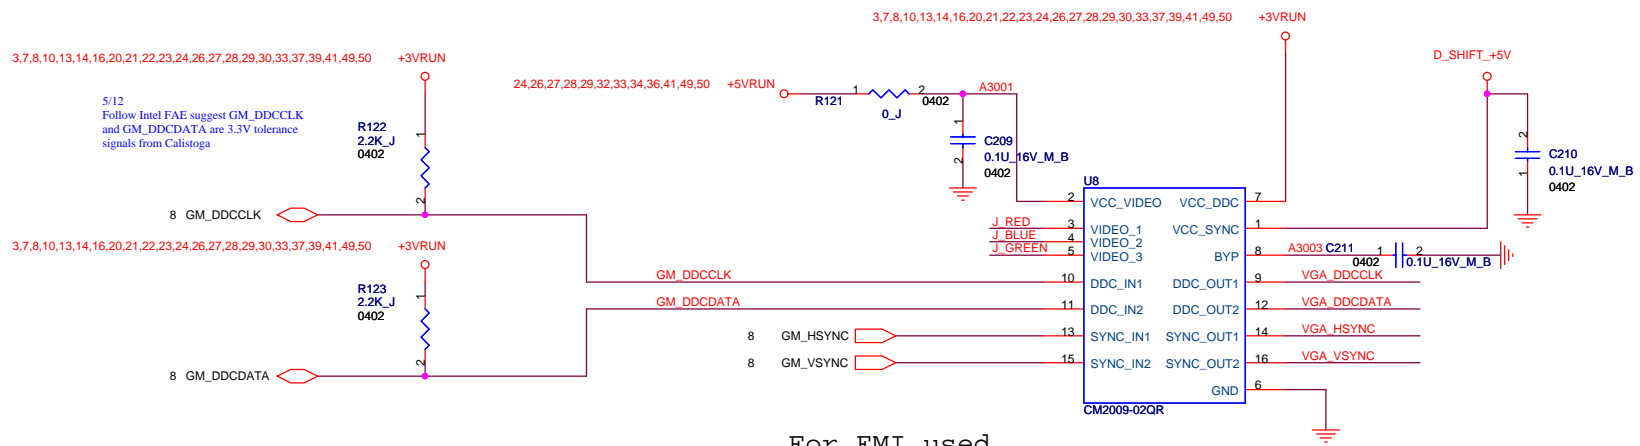 3,7,8,10,13,14,16,20,21,22,23,24,26,27,28,29,30,33,37,39,41,49,50 +3VRUN
3,7,8,10,13,14,16,20,21,22,23,24,26,27,28,29,30,33,37,39,41,49,50 +3VRUN
D_SHIFT_+5V
24,26,27,28,29,32,33,34,36,41,49,50 +5VRUN
R121 1 2 0402 A3001
0_J
5/12
Follow Intel FAE suggest GM_DDCCLK
and GM_DDCDATA are 3.3V tolerance
signals from Calistoga
R122
2.2K_J
0402
1
2
1
2
C209
0.1U_16V_M_B
0402
2
1
C210
0.1U_16V_M_B
0402
8 GM_DDCCLK
3,7,8,10,13,14,16,20,21,22,23,24,26,27,28,29,30,33,37,39,41,49,50 +3VRUN
R123
2.2K_J
0402
1
2
8 GM_DDCDATA
U8
2 VCC_VIDEO VCC_DDC 7
VCC_SYNC 1
J_RED 3 VIDEO_1
J_BLUE 4 VIDEO_2
J_GREEN 5 VIDEO_3
BYP 8 A3003 C211 1 2
0402 0.1U_16V_M_B
GM_DDCCLK 10 DDC_IN1 DDC_OUT1 9 VGA_DDCCLK
GM_DDCDATA 11 DDC_IN2 DDC_OUT2 12 VGA_DDCDATA
8 GM_HSYNC 13 SYNC_IN1 SYNC_OUT1 14 VGA_HSYNC
8 GM_VSYNC 15 SYNC_IN2 SYNC_OUT2 16 VGA_VSYNC
GND 6
CM2009-02QR
For EMI used